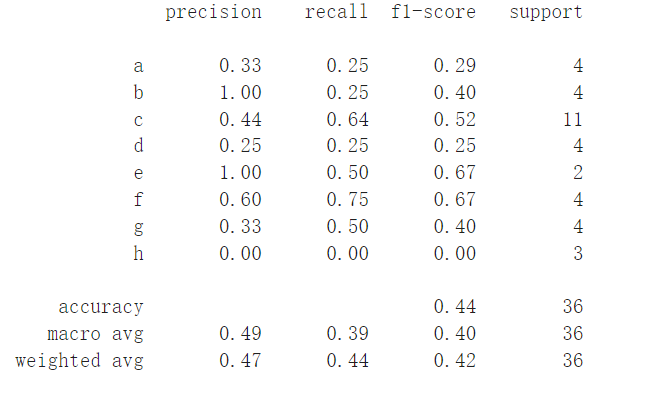 precision recall f1-score support
a 0.33 0.25 0.29 4
b 1.00 0.25 0.40 4
c 0.44 0.64 0.52 11
d 0.25 0.25 0.25 4
e 1.00 0.50 0.67 2
f 0.60 0.75 0.67 4
g 0.33 0.50 0.40 4
h 0.00 0.00 0.00 3
accuracy 0.44 36
macro avg 0.49 0.39 0.40 36
weighted avg 0.47 0.44 0.42 36